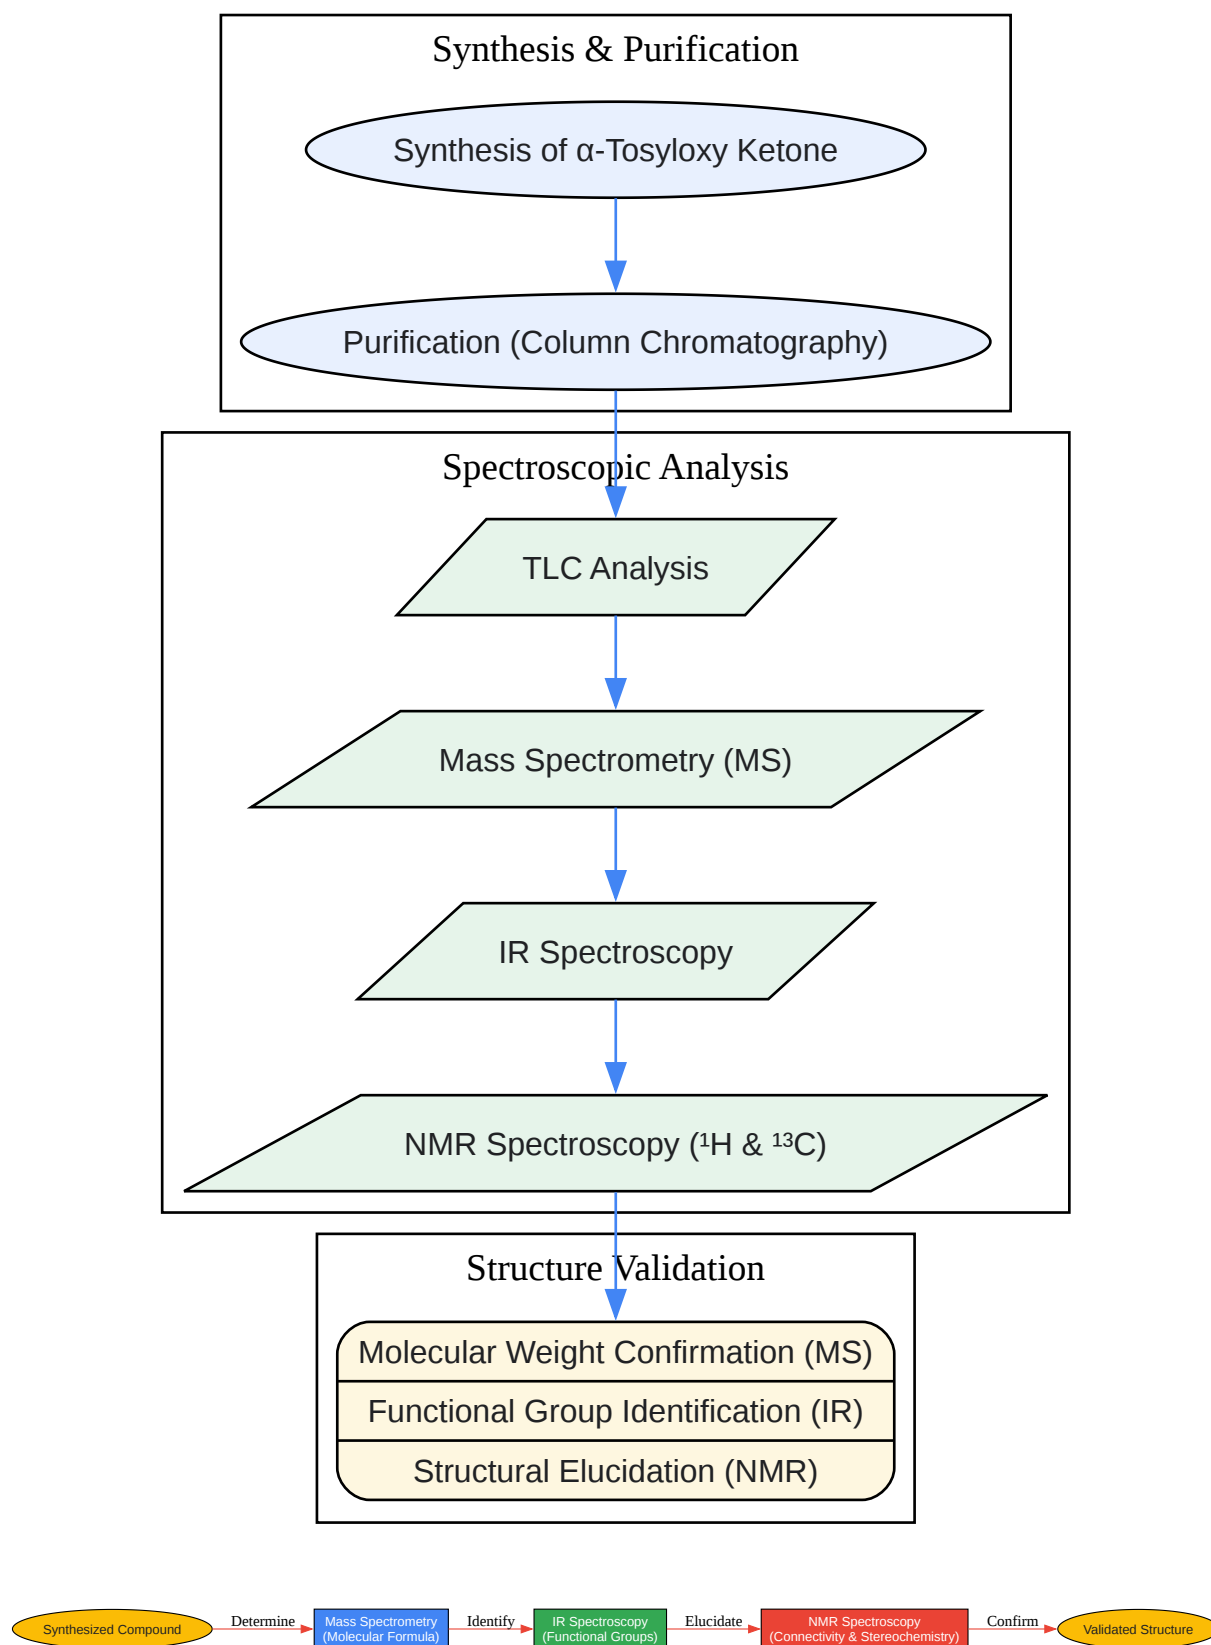 Synthesis & Purification
Synthesis of α-Tosyloxy Ketone
Purification (Column Chromatography)
Spectroscopic Analysis
TLC Analysis
Mass Spectrometry (MS)
IR Spectroscopy
NMR Spectroscopy (¹H & ¹³C)
Structure Validation
Molecular Weight Confirmation (MS)
Functional Group Identification (IR)
Structural Elucidation (NMR)
Synthesized Compound
Determine
Mass Spectrometry
(Molecular Formula)
Identify
IR Spectroscopy
(Functional Groups)
Elucidate
NMR Spectroscopy
(Connectivity & Stereochemistry)
Confirm
Validated Structure